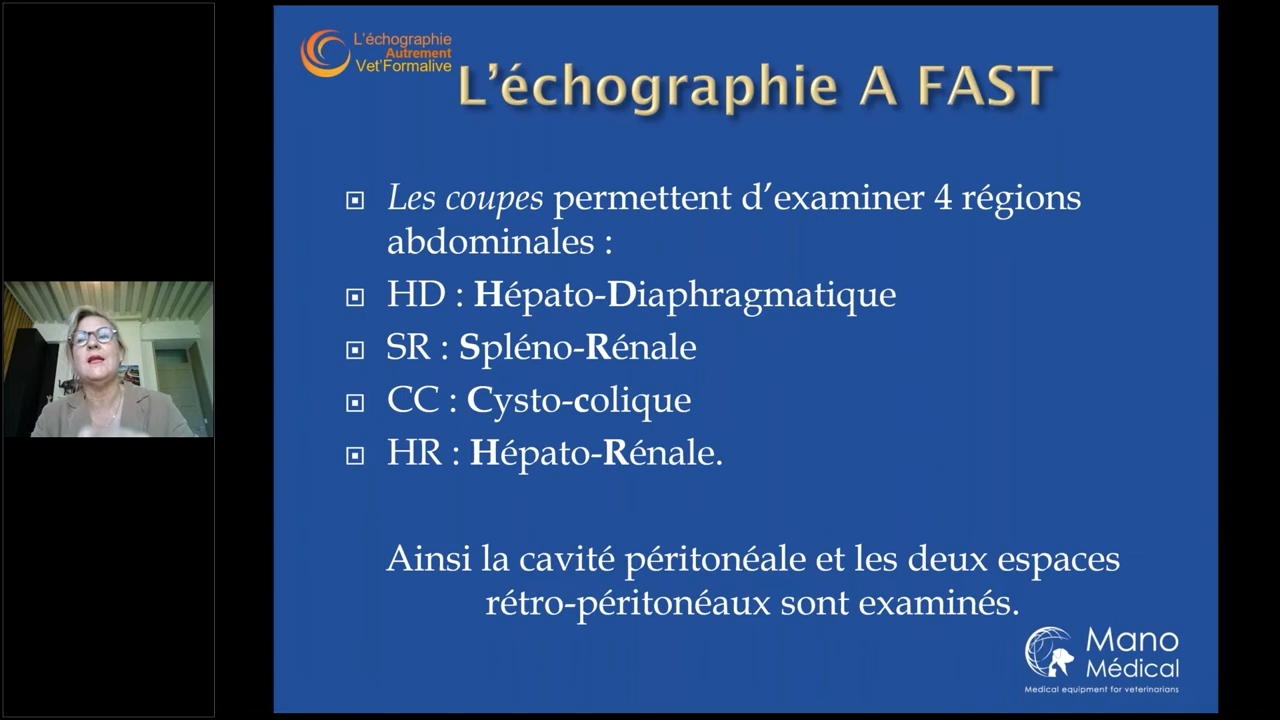 L'échographie
Autrement
Vet'Formalive
L'échographie A FAST
Les coupes permettent d'examiner 4 régions
abdominales :
HD : Hépato-Diaphragmatique
SR : Spléno-Rénale
CC : Cysto-colique
HR : Hépato-Rénale.
Ainsi la cavité péritonéale et les deux espaces
rétro-péritonéaux sont examinés.
Mano
Médical
Medical equipment for veterinarians